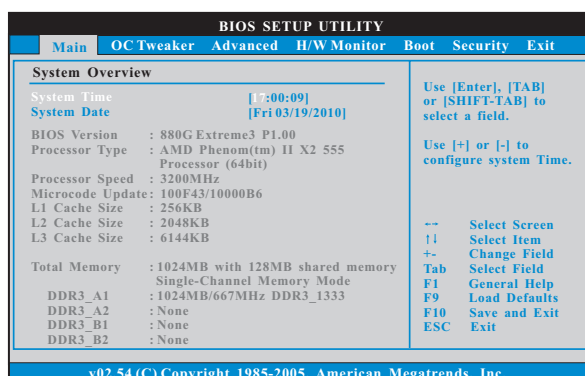 BIOS SETUP UTILITY
Main OC Tweaker Advanced H/W Monitor Boot Security Exit
System Overview
System Time [17:00:09]
System Date [Fri 03/19/2010]
BIOS Version : 880G Extreme3 P1.00
Processor Type : AMD Phenom(tm) II X2 555
Processor (64bit)
Processor Speed : 3200MHz
Microcode Update : 100F43/10000B6
L1 Cache Size : 256KB
L2 Cache Size : 2048KB
L3 Cache Size : 6144KB
Total Memory : 1024MB with 128MB shared memory
Single-Channel Memory Mode
DDR3_A1 : 1024MB/667MHz DDR3_1333
DDR3_A2 : None
DDR3_B1 : None
DDR3_B2 : None
Use [Enter], [TAB]
or [SHIFT-TAB] to
select a field.
Use [+] or [-] to
configure system Time.
←→ Select Screen
↑↓ Select Item
+- Change Field
Tab Select Field
F1 General Help
F9 Load Defaults
F10 Save and Exit
ESC Exit
v02.54 (C) Copyright 1985-2005, American Megatrends, Inc.